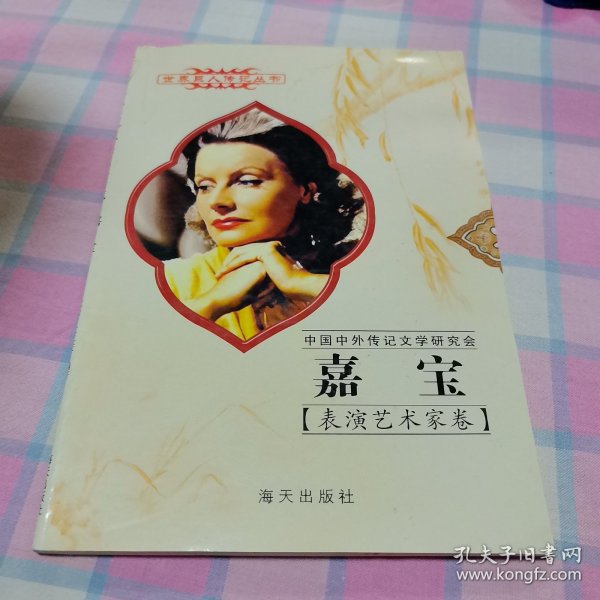 世界巨人传记丛书
中国中外传记文学研究会
嘉宝
【表演艺术家卷】
海天出版社
孔夫子旧书网
www.kongfz.com